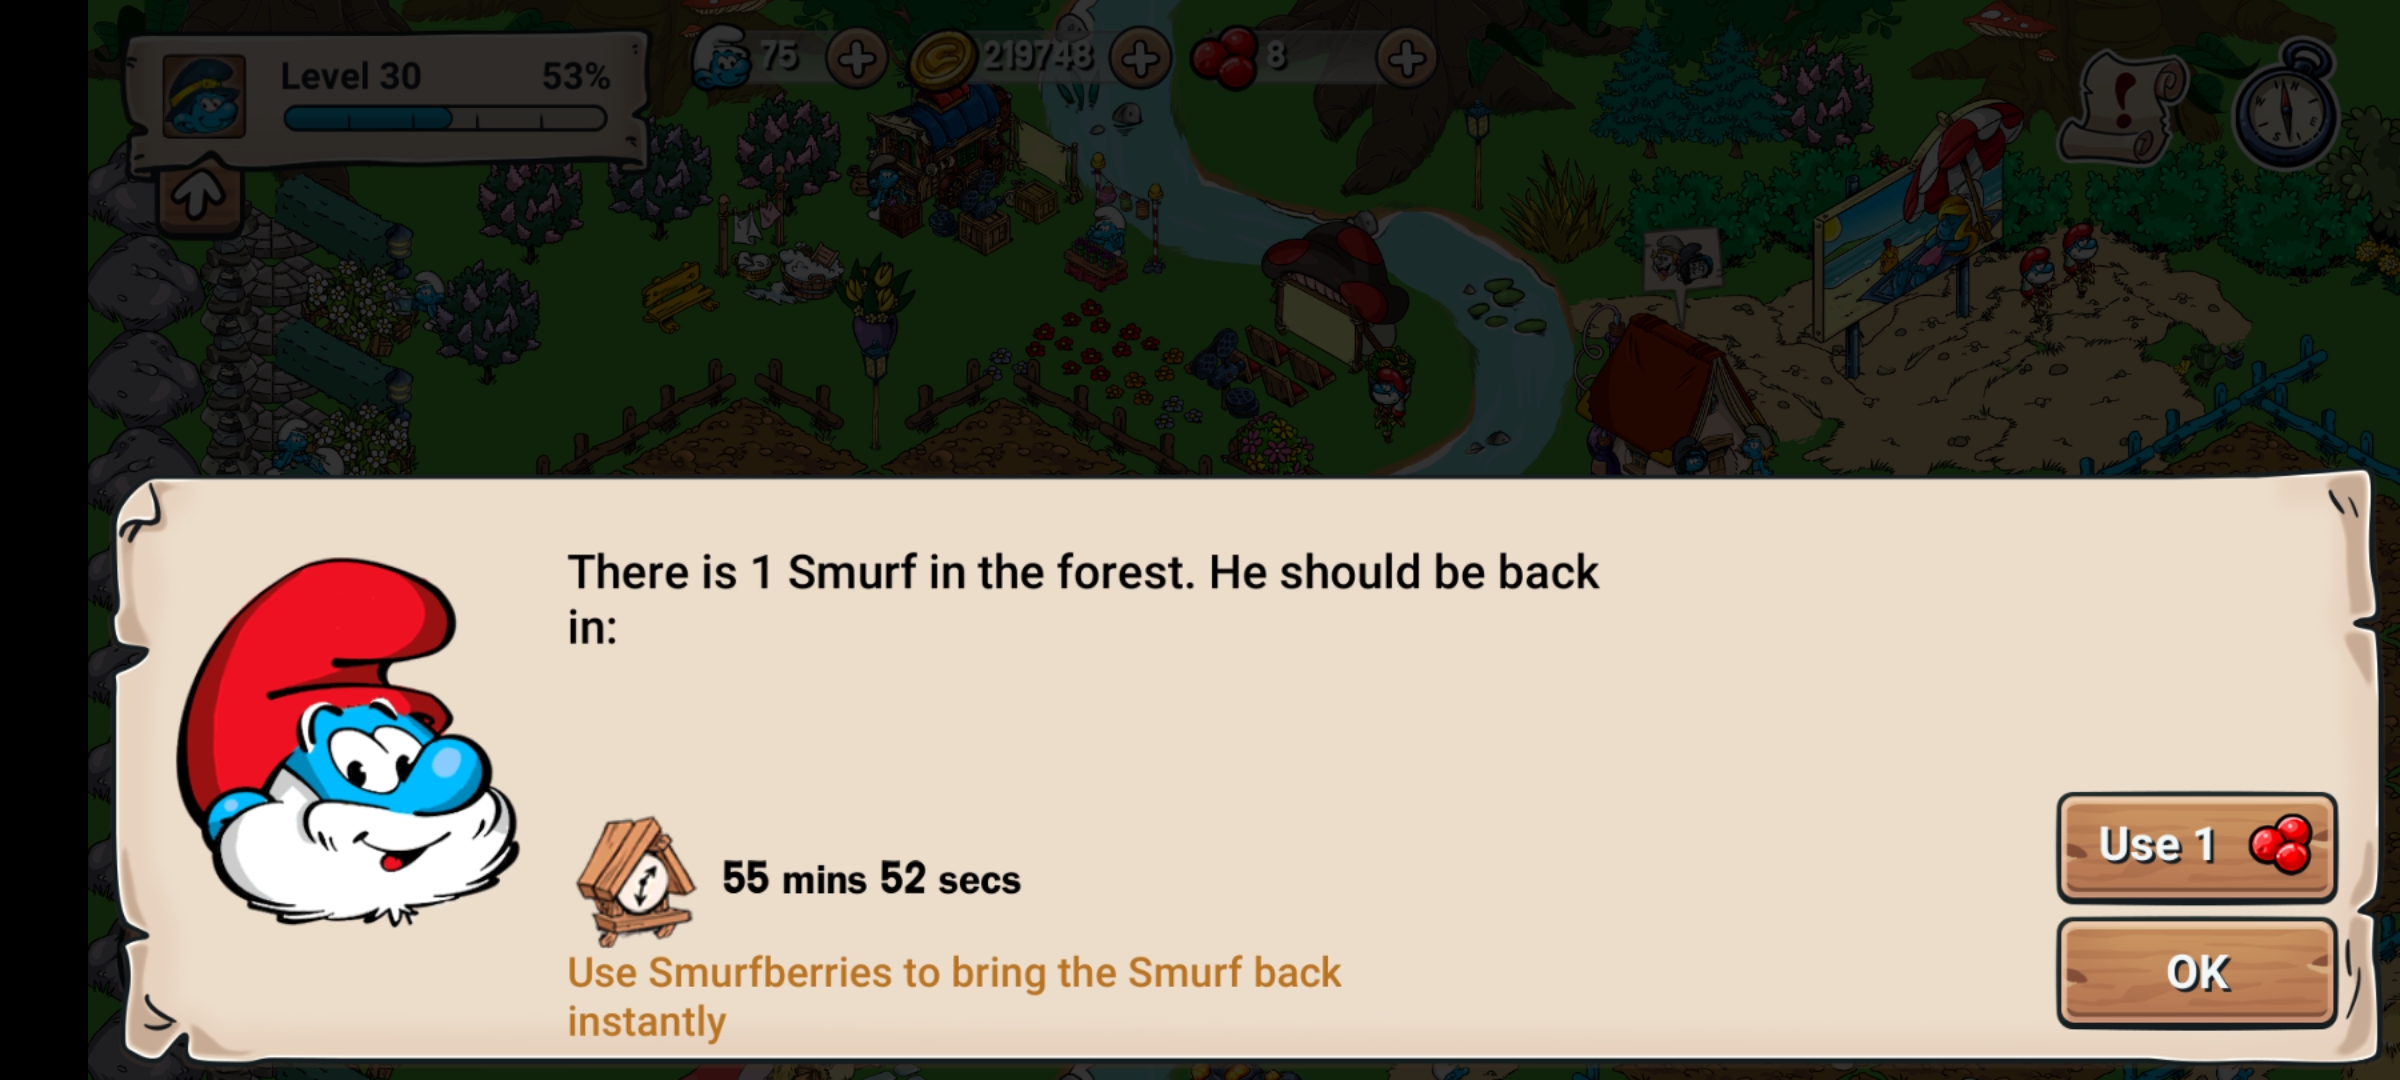 Level 30 53%
75
219748
8
There is 1 Smurf in the forest. He should be back
in:
55 mins 52 secs
Use Smurfberries to bring the Smurf back
instantly
Use 1
OK